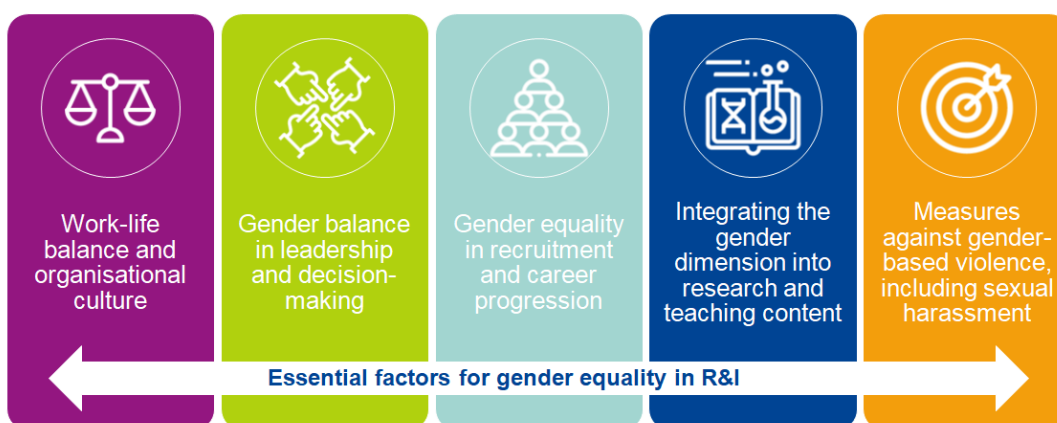 Work-life
balance and
organisational
culture
Gender balance
in leadership
and decision-
making
Gender equality
in recruitment
and career
progression
Integrating the
gender
dimension into
research and
teaching content
Measures
against gender-
based violence,
including sexual
harassment
Essential factors for gender equality in R&I